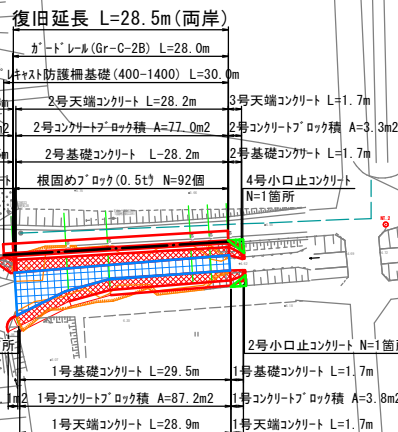 復旧延長 L=28.5m(両岸)
ガードレール(Gr-C-2B) L=28.0m
レキャスト防護柵基礎(400-1400) L=30.0m
2号天端コンクリート L=28.2m
3号天端コンクリート L=1.7m
2号コンクリートブロック積 A=77.0m2
2号コンクリートブロック積 A=3.3m2
2号基礎コンクリート L-28.2m
2号基礎コンクリート L=1.7m
根固めブロック(0.5t) N=92個
4号小口止コンクリート
N=1箇所
2号小口止コンクリート N=1箇
所
1号基礎コンクリート L=29.5m
1号基礎コンクリート L=1.7m
m2
1号コンクリートブロック積 A=87.2m2
1号コンクリートブロック積 A=3.8m2
1号天端コンクリート L=28.9m
1号天端コンクリート L=1.7m